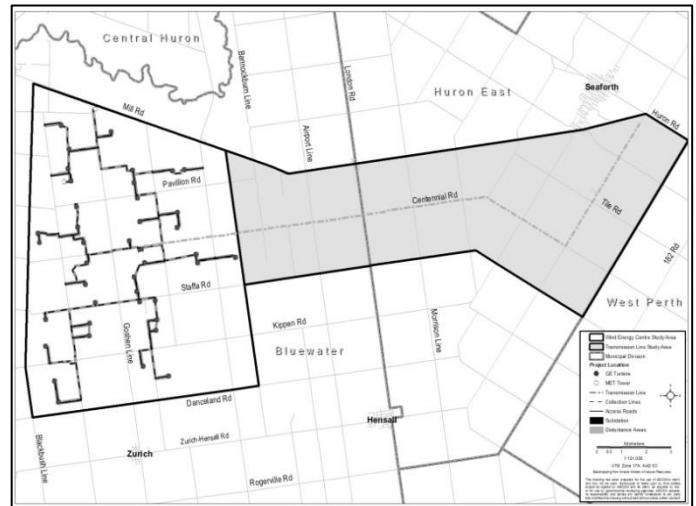 Central Huron
Bannockburn Line
London Rd
Huron East
Seaforth
Mill Rd
Airport Line
Huron Rd
Pavillion Rd
Centennial Rd
Tile Rd
182 Rd
Staffa Rd
West Perth
Goshen Line
Kippen Rd
Bluewater
Morrison Line
Danceland Rd
Hensall
Blackbush Line
Zurich-Hensall Rd
Zurich
Rogerville Rd
Wind Energy Centre Study Area
Transmission Line Study Area
Municipal Division
Project Location
GE Turbine
MET Tower
Transmission Line
Collection Lines
Access Roads
Substation
Disturbance Areas
Kilometres